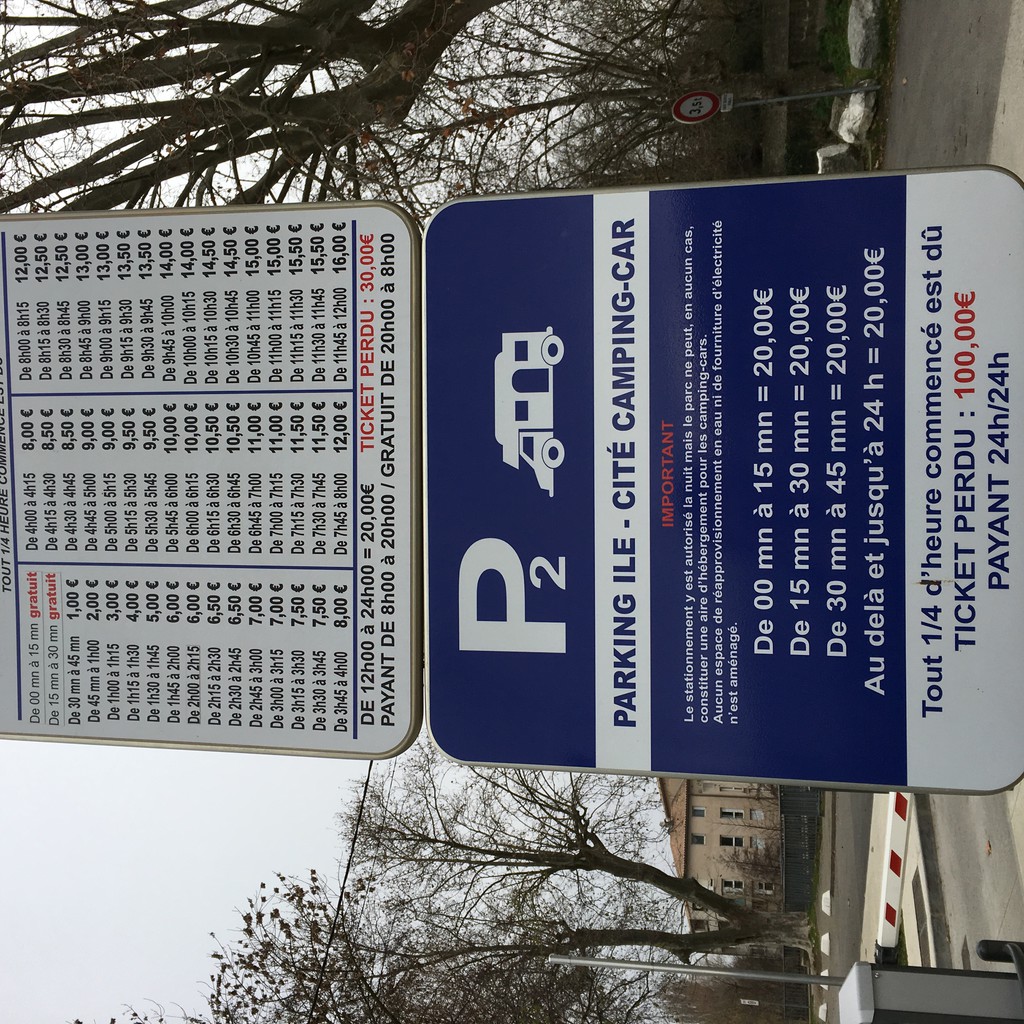 TOUT 1/4 HEURE COMMENCÉ EST DÛ
De 00 mn à 15 mn gratuit De 4h00 à 4h15 8,00 € De 8h00 à 8h15 12,00 €
De 15 mn à 30 mn gratuit De 4h15 à 4h30 8,50 € De 8h15 à 8h30 12,50 €
De 30 mn à 45 mn 1,00 € De 4h30 à 4h45 8,50 € De 8h30 à 8h45 12,50 €
De 45 mn à 1h00 2,00 € De 4h45 à 5h00 9,00 € De 8h45 à 9h00 13,00 €
De 1h00 à 1h15 3,00 € De 5h00 à 5h15 9,00 € De 9h00 à 9h15 13,00 €
De 1h15 à 1h30 4,00 € De 5h15 à 5h30 9,50 € De 9h15 à 9h30 13,50 €
De 1h30 à 1h45 5,00 € De 5h30 à 5h45 9,50 € De 9h30 à 9h45 13,50 €
De 1h45 à 2h00 6,00 € De 5h45 à 6h00 10,00 € De 9h45 à 10h00 14,00 €
De 2h00 à 2h15 6,00 € De 6h00 à 6h15 10,00 € De 10h00 à 10h15 14,00 €
De 2h15 à 2h30 6,50 € De 6h15 à 6h30 10,50 € De 10h15 à 10h30 14,50 €
De 2h30 à 2h45 6,50 € De 6h30 à 6h45 10,50 € De 10h30 à 10h45 14,50 €
De 2h45 à 3h00 7,00 € De 6h45 à 7h00 11,00 € De 10h45 à 11h00 15,00 €
De 3h00 à 3h15 7,00 € De 7h00 à 7h15 11,00 € De 11h00 à 11h15 15,00 €
De 3h15 à 3h30 7,50 € De 7h15 à 7h30 11,50 € De 11h15 à 11h30 15,50 €
De 3h30 à 3h45 7,50 € De 7h30 à 7h45 11,50 € De 11h30 à 11h45 15,50 €
De 3h45 à 4h00 8,00 € De 7h45 à 8h00 12,00 € De 11h45 à 12h00 16,00 €
DE 12h00 à 24h00 = 20,00€ TICKET PERDU : 30,00€
PAYANT DE 8h00 à 20h00 / GRATUIT DE 20h00 à 8h00
P2
PARKING ILE - CITÉ CAMPING-CAR
IMPORTANT
Le stationnement y est autorisé la nuit mais le parc ne peut, en aucun cas,
constituer une aire d'hébergement pour les camping-cars.
Aucun espace de réapprovisionnement en eau ni de fourniture d'électricité
n'est aménagé.
De 00 mn à 15 mn = 20,00€
De 15 mn à 30 mn = 20,00€
De 30 mn à 45 mn = 20,00€
Au delà et jusqu'à 24 h = 20,00€
Tout 1/4 d'heure commencé est dû
TICKET PERDU : 100,00€
PAYANT 24h/24h
3,5t